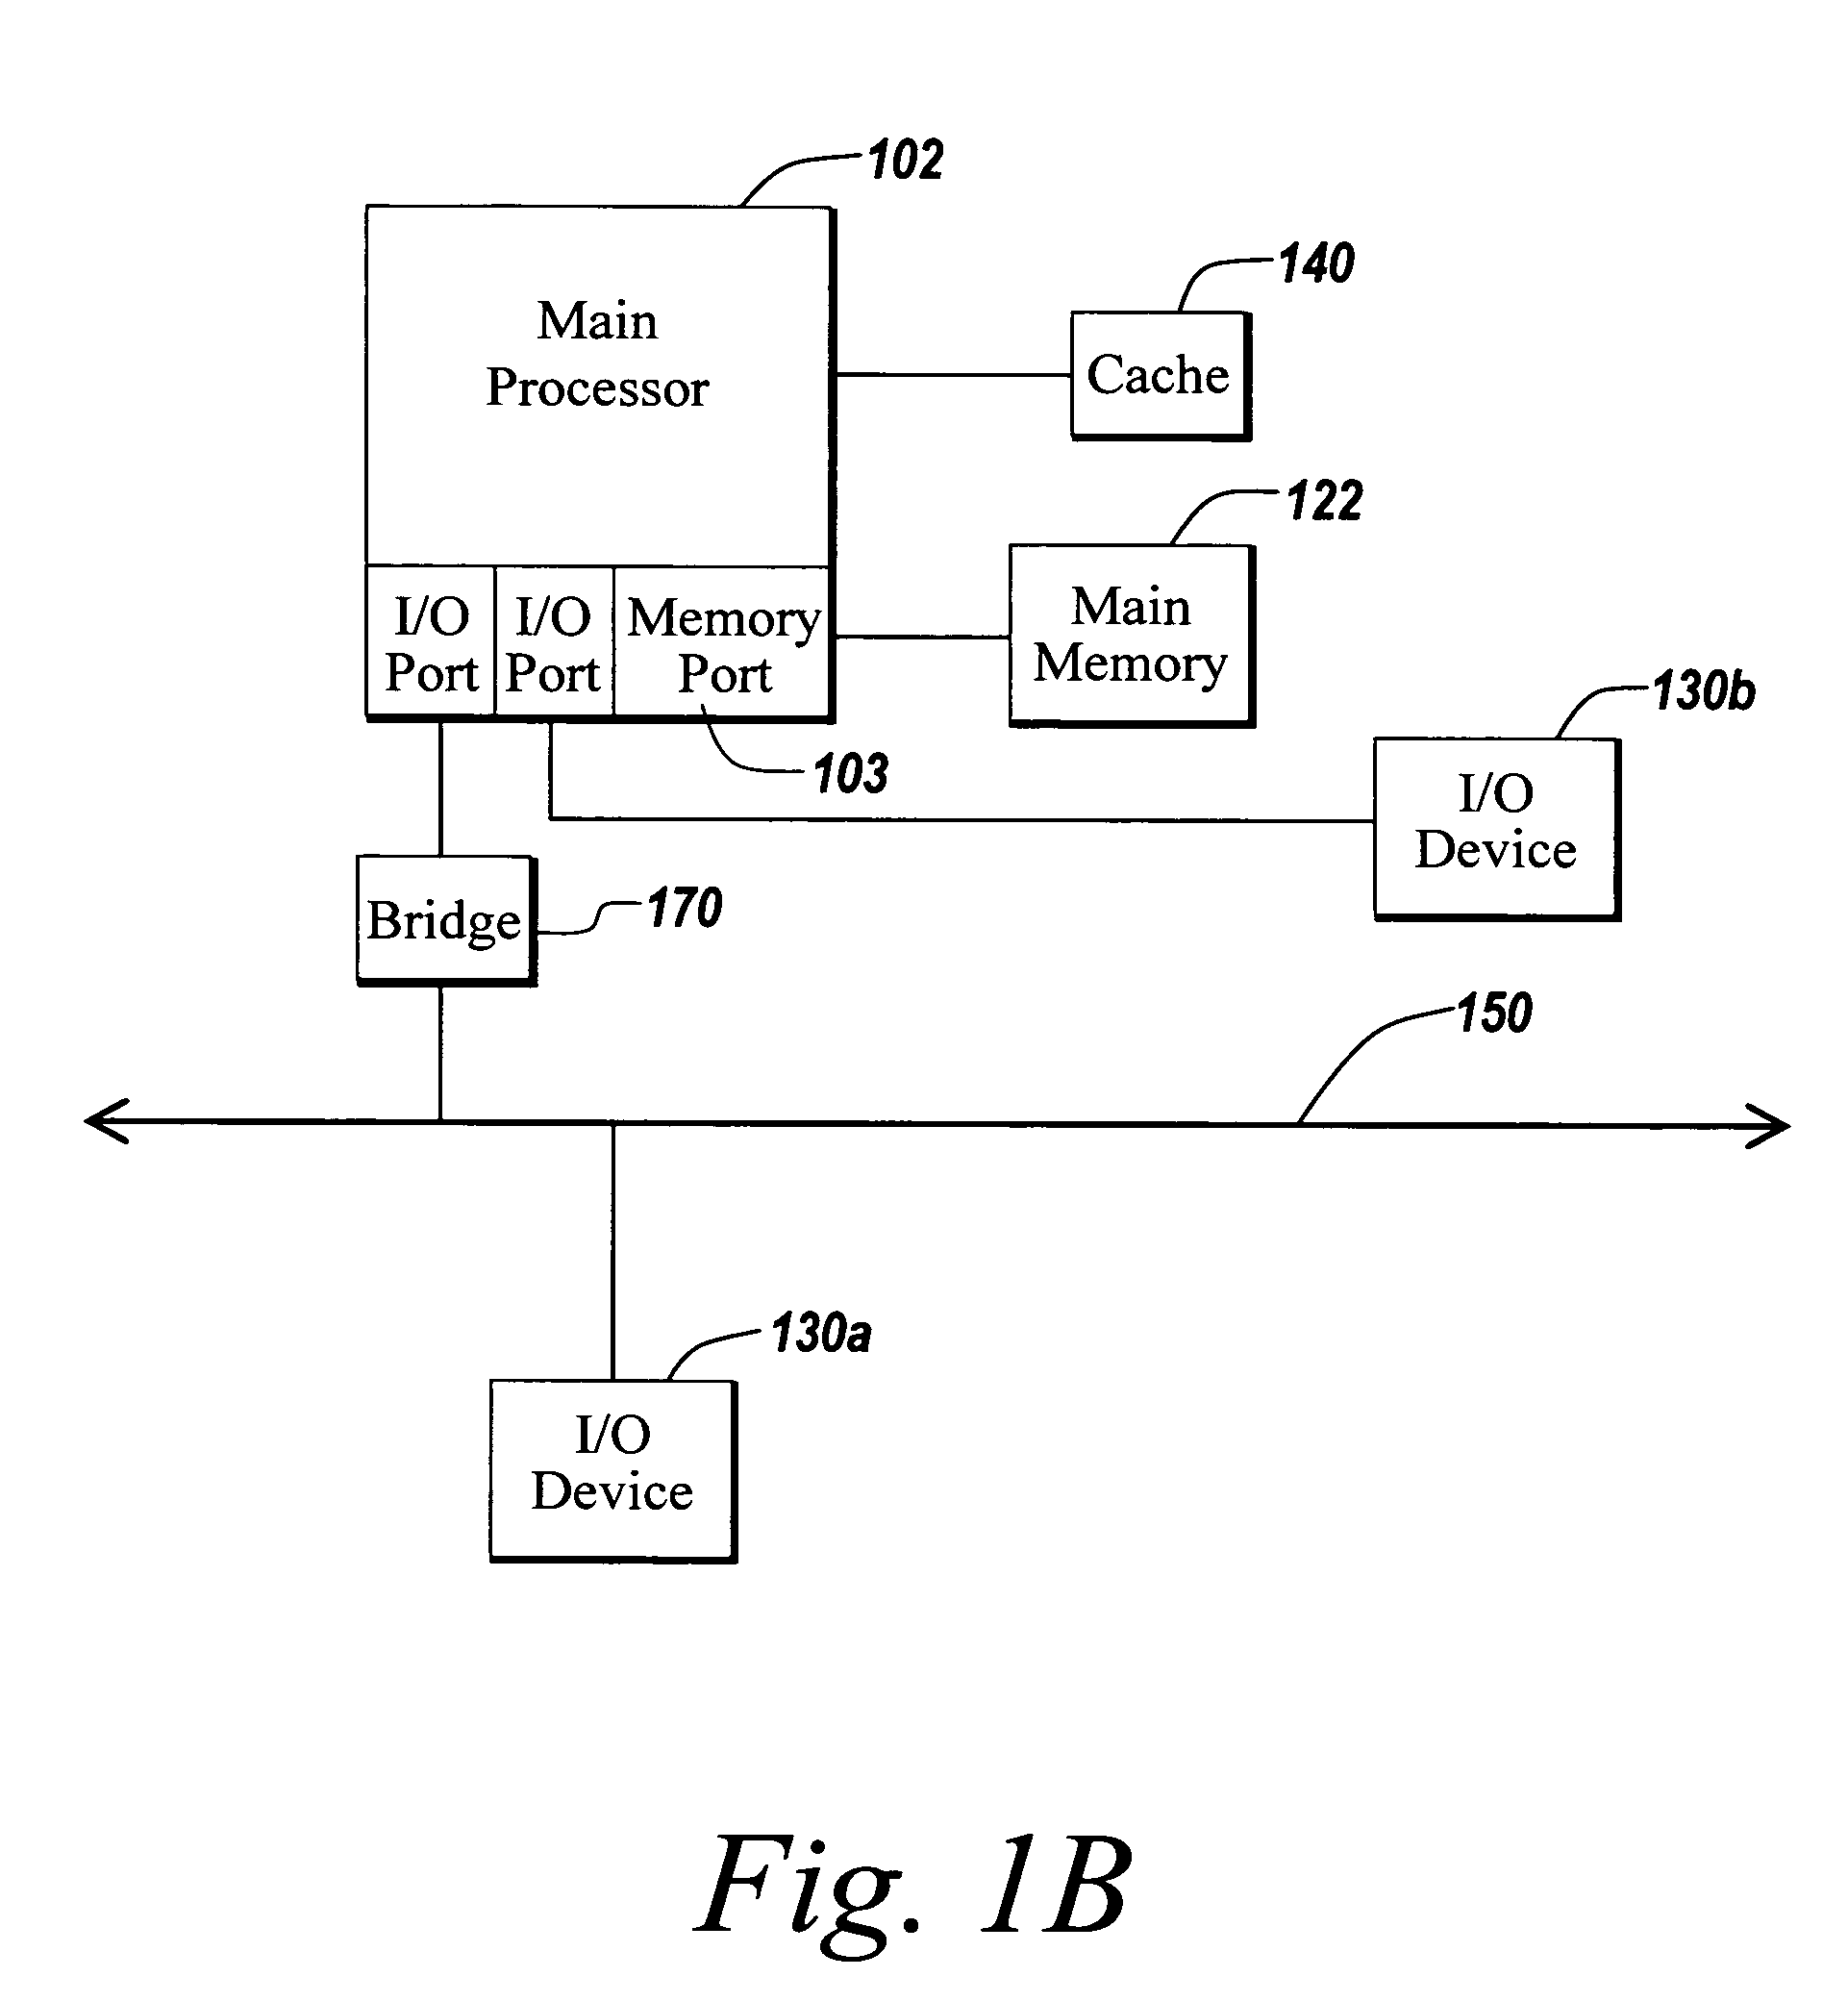 102
Main
Processor
140
Cache
122
Main
Memory
I/O
Port
I/O
Port
Memory
Port
103
130b
I/O
Device
Bridge
170
150
130a
I/O
Device
Fig. 1B